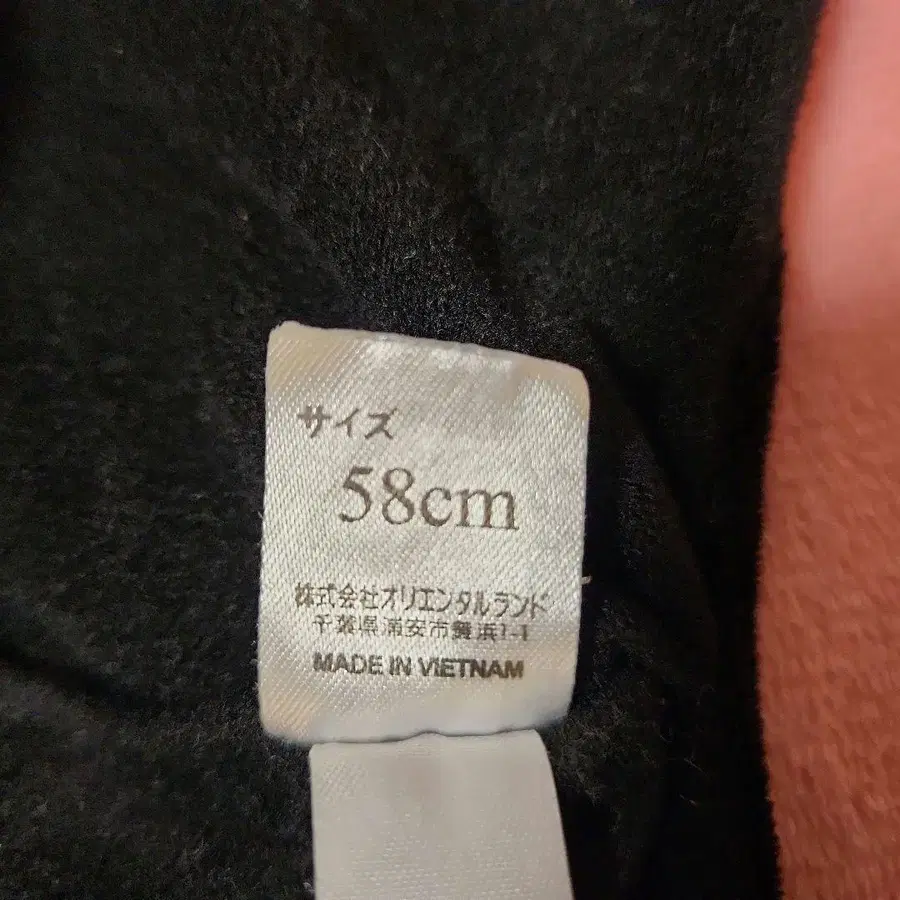 サイズ
58cm
株式会社オリエンタルランド
千葉県浦安市舞浜1-1
MADE IN VIETNAM